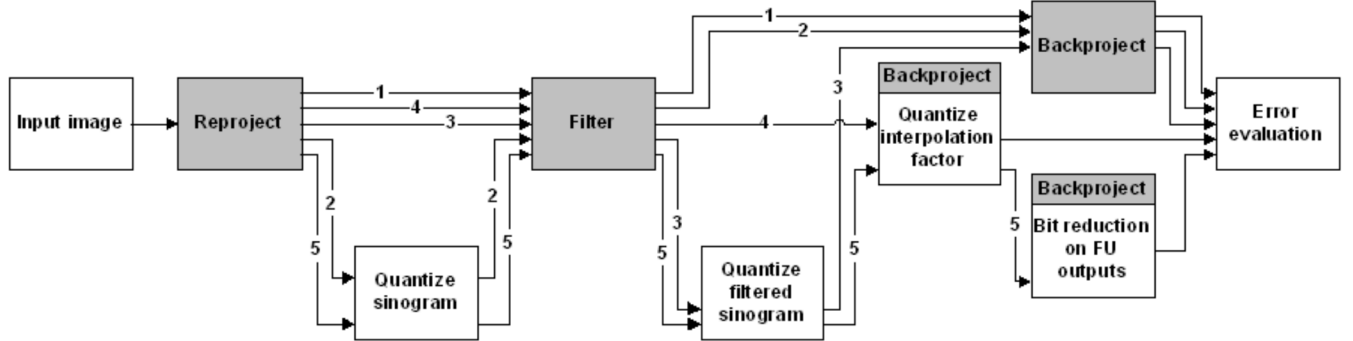 Input image
Reproject
1
4
3
2
5
Quantize
sinogram
2
5
Filter
1
2
3
4
3
5
Quantize
filtered
sinogram
5
Backproject
Quantize
interpolation
factor
Backproject
5
Backproject
Bit reduction
on FU
outputs
Error
evaluation